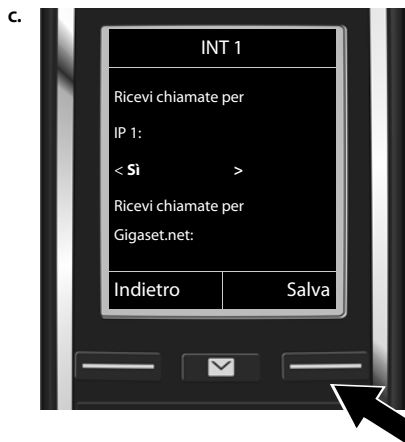 c.
INT 1
Ricevi chiamate per
IP 1:
< Sì >
Ricevi chiamate per
Gigaset.net:
Indietro Salva